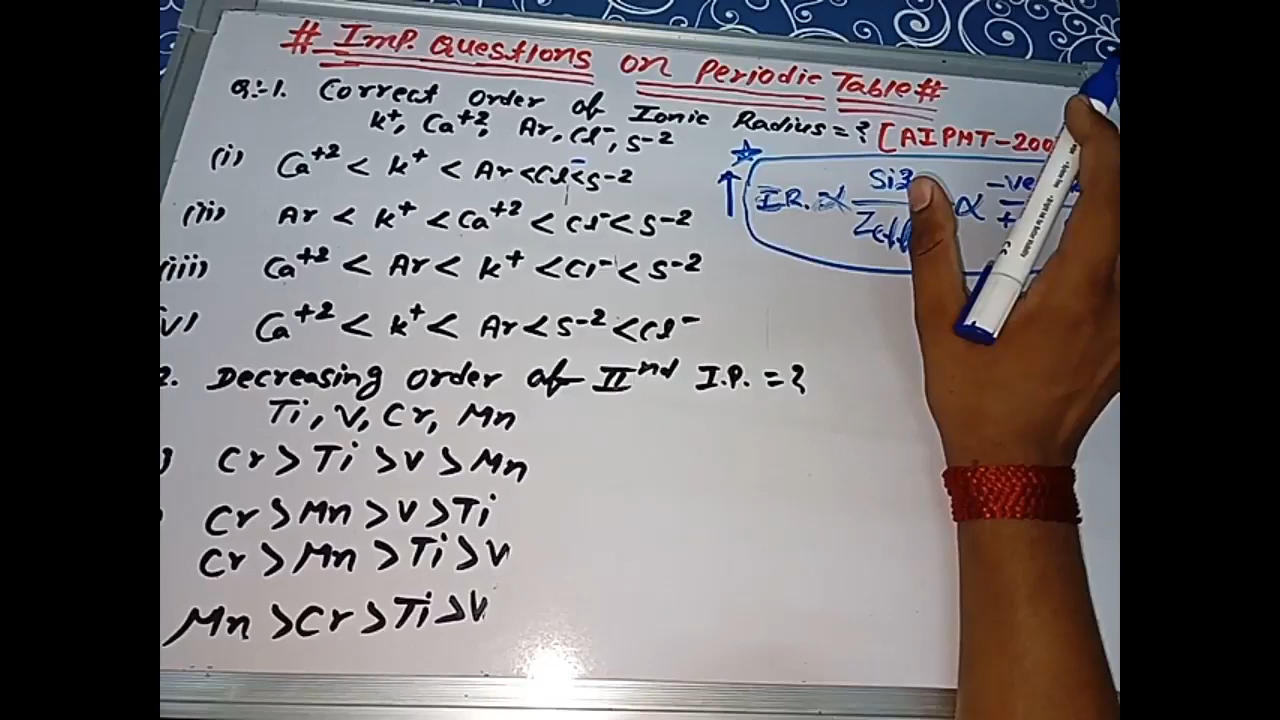 # Imp. Questions on Periodic Table #
Q:-1. Correct order of Ionic Radius = ? [AIPMT-200
K⁺, Ca⁺², Ar, Cl⁻, S⁻²
(i) Ca⁺² < K⁺ < Ar < Cl⁻ < S⁻²
(ii) Ar < K⁺ < Ca⁺² < Cl⁻ < S⁻²
(iii) Ca⁺² < Ar < K⁺ < Cl⁻ < S⁻²
Ca⁺² < K⁺ < Ar < S⁻² < Cl⁻
↑ I.R. ∝ Zeff ∝ -ve
2. Decreasing order of IInd I.P. = ?
Ti, V, Cr, Mn
Cr > Ti > V > Mn
Cr > Mn > V > Ti
Cr > Mn > Ti > V
Mn > Cr > Ti > V